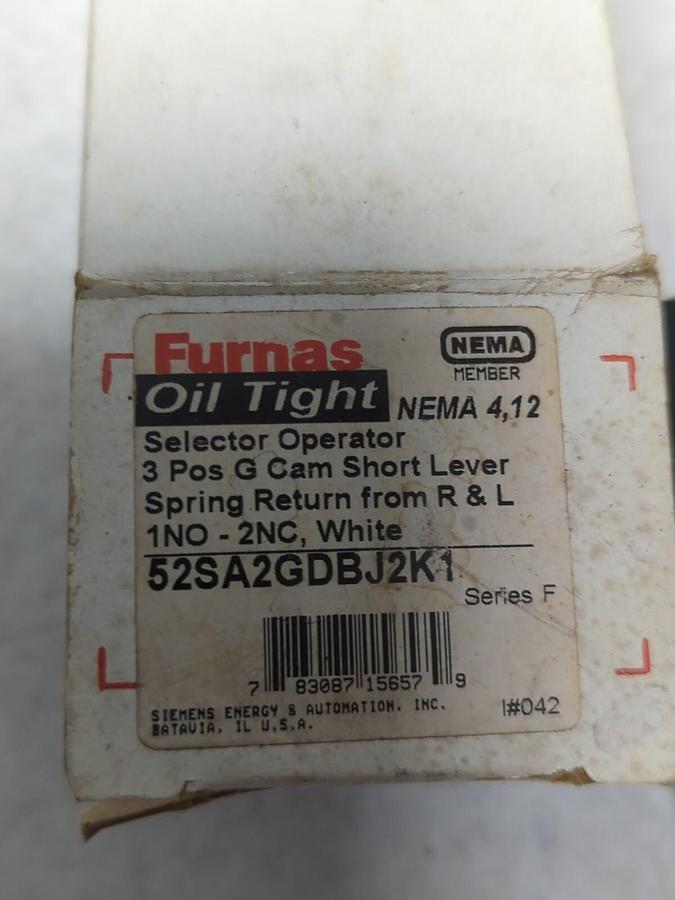 Furnas
NEMA
MEMBER
Oil Tight NEMA 4,12
Selector Operator
3 Pos G Cam Short Lever
Spring Return from R & L
1NO - 2NC, White
52SA2GDBJ2K1
Series F
7 83087 15657 9
SIEMENS ENERGY & AUTOMATION, INC.
BATAVIA, IL U.S.A.
I#042